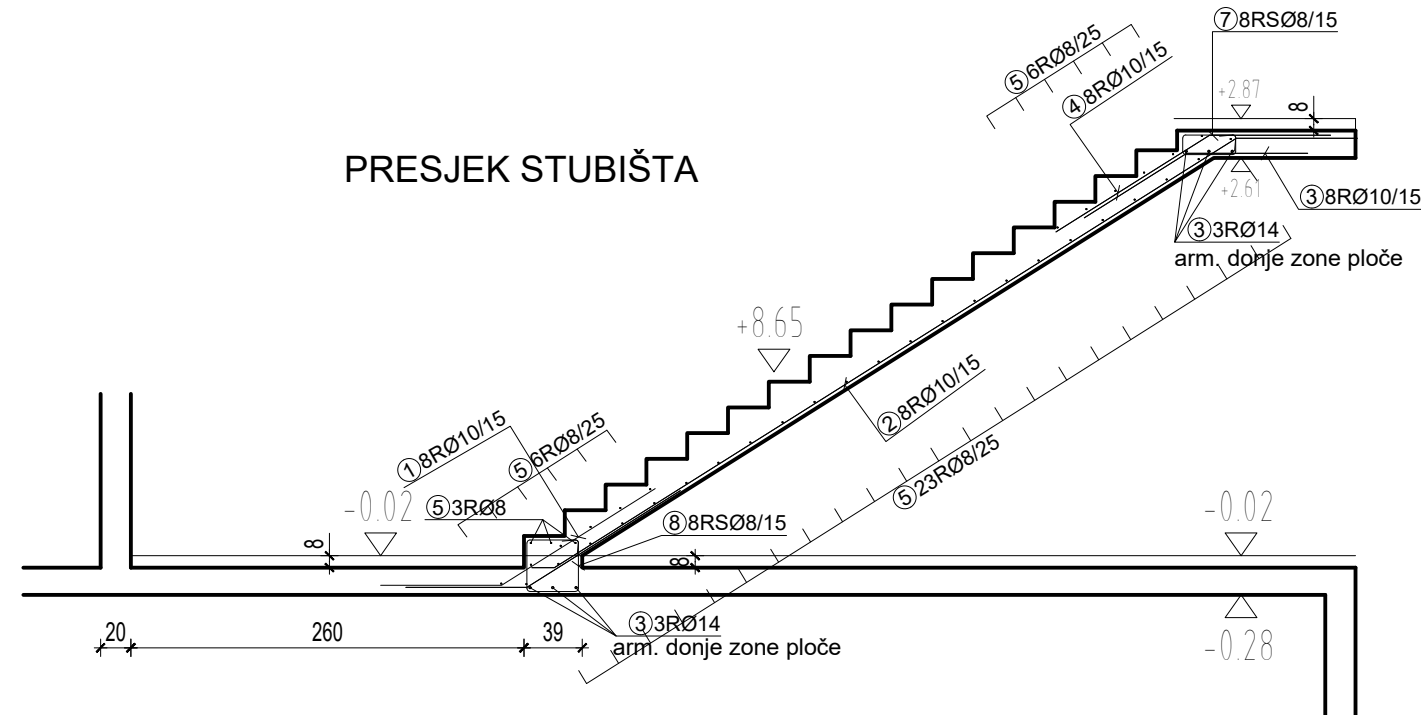 ⑦8RSØ8/15
⑤6RØ8/25
④8RØ10/15
+2.87
8
PRESJEK STUBIŠTA
+2.61
③8RØ10/15
③3RØ14
arm. donje zone ploče
+8.65
②8RØ10/15
①8RØ10/15
⑤6RØ8/25
⑤23RØ8/25
-0.02
⑤3RØ8
⑧8RSØ8/15
-0.02
8
8
20
260
39
③3RØ14
arm. donje zone ploče
-0.28